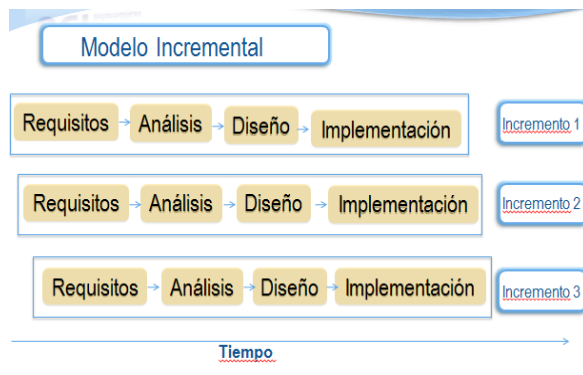 Modelo Incremental
Requisitos Análisis Diseño Implementación Incremento 1
Requisitos Análisis Diseño Implementación Incremento 2
Requisitos Análisis Diseño Implementación Incremento 3
Tiempo